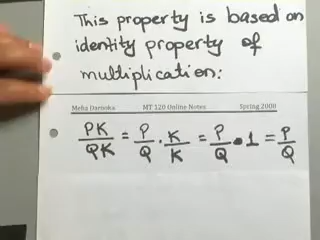 This property is based on
identity property of
multiplication:
Meha Daruoka MT 120 Online Notes Spring 2008
PK/QK = P/Q · K/K = P/Q · 1 = P/Q